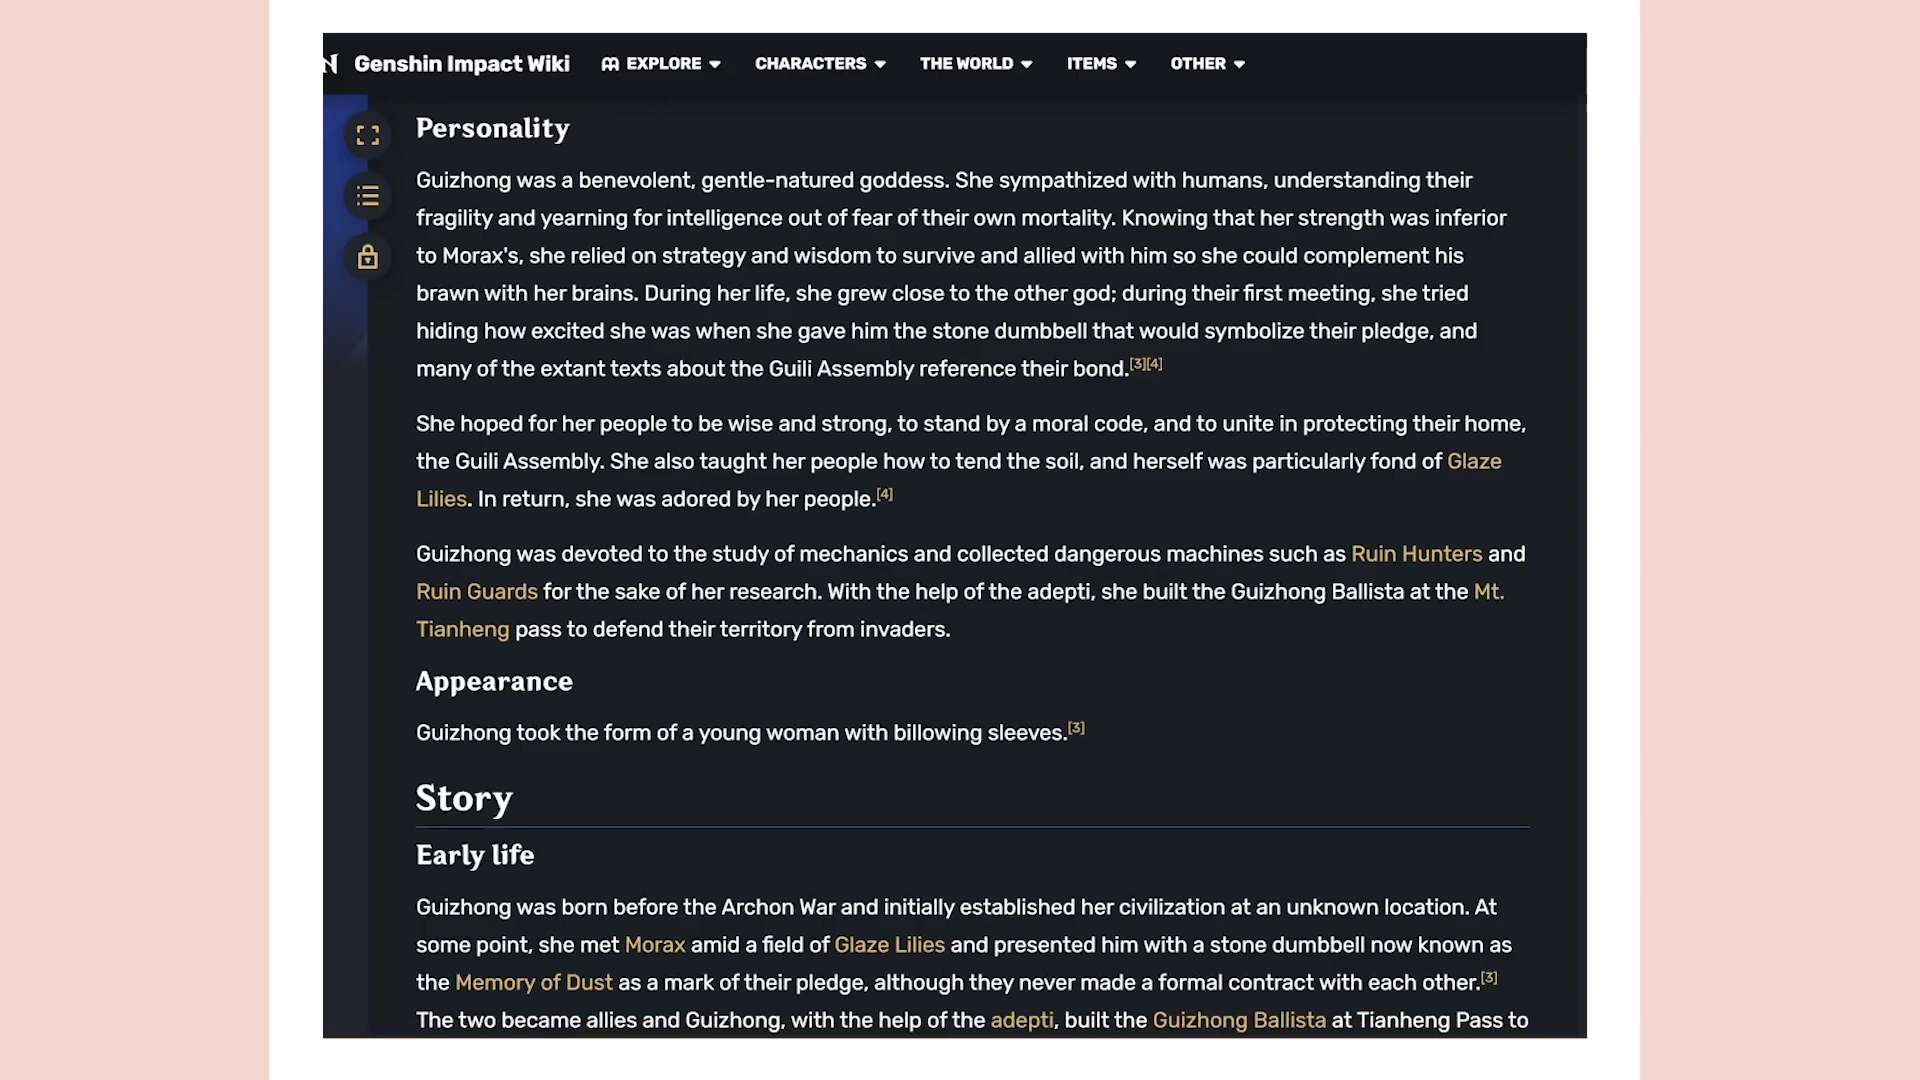 Genshin Impact Wiki EXPLORE CHARACTERS THE WORLD ITEMS OTHER
Personality
Guizhong was a benevolent, gentle-natured goddess. She sympathized with humans, understanding their
fragility and yearning for intelligence out of fear of their own mortality. Knowing that her strength was inferior
to Morax's, she relied on strategy and wisdom to survive and allied with him so she could complement his
brawn with her brains. During her life, she grew close to the other god; during their first meeting, she tried
hiding how excited she was when she gave him the stone dumbbell that would symbolize their pledge, and
many of the extant texts about the Guili Assembly reference their bond.[3][4]
She hoped for her people to be wise and strong, to stand by a moral code, and to unite in protecting their home,
the Guili Assembly. She also taught her people how to tend the soil, and herself was particularly fond of Glaze
Lilies. In return, she was adored by her people.[4]
Guizhong was devoted to the study of mechanics and collected dangerous machines such as Ruin Hunters and
Ruin Guards for the sake of her research. With the help of the adepti, she built the Guizhong Ballista at the Mt.
Tianheng pass to defend their territory from invaders.
Appearance
Guizhong took the form of a young woman with billowing sleeves.[3]
Story
Early life
Guizhong was born before the Archon War and initially established her civilization at an unknown location. At
some point, she met Morax amid a field of Glaze Lilies and presented him with a stone dumbbell now known as
the Memory of Dust as a mark of their pledge, although they never made a formal contract with each other.[3]
The two became allies and Guizhong, with the help of the adepti, built the Guizhong Ballista at Tianheng Pass to